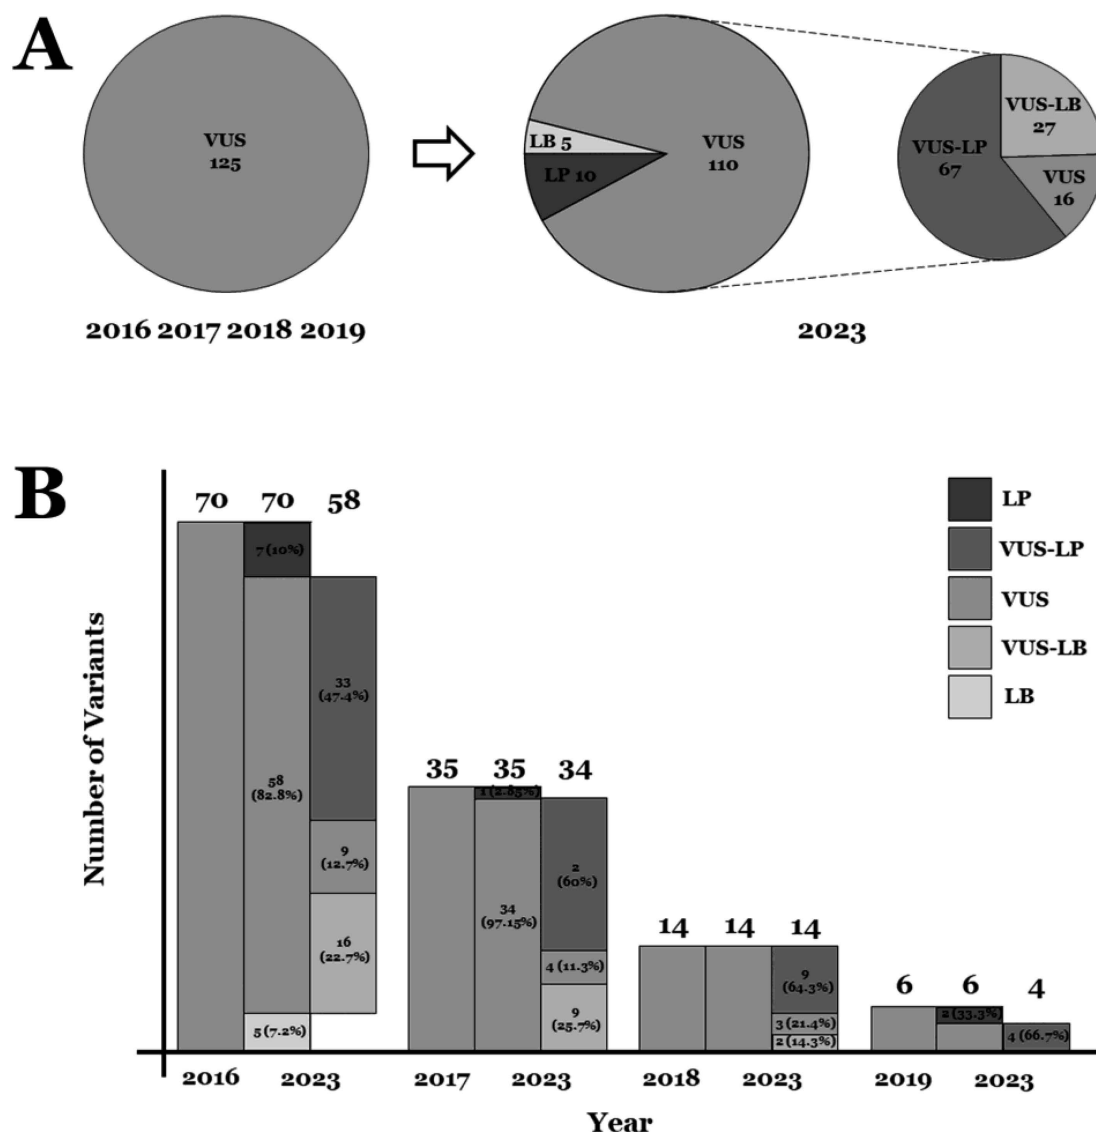 A
VUS
125
LB 5
LP 10
VUS
110
VUS-LB
27
VUS-LP
67
VUS
16
2016 2017 2018 2019
2023
B
Number of Variants
70
70
58
7 (10%)
33
(47.4%)
58
(82.8%)
9
(12.7%)
16
(22.7%)
5 (7.2%)
35
35
34
1 (2.85%)
2
(60%)
34
(97.15%)
4 (11.3%)
9
(25.7%)
14
14
14
9
(64.3%)
3 (21.4%)
2 (14.3%)
6
6
4
2 (33.3%)
4 (66.7%)
LP
VUS-LP
VUS
VUS-LB
LB
2016
2023
2017
2023
2018
2023
2019
2023
Year